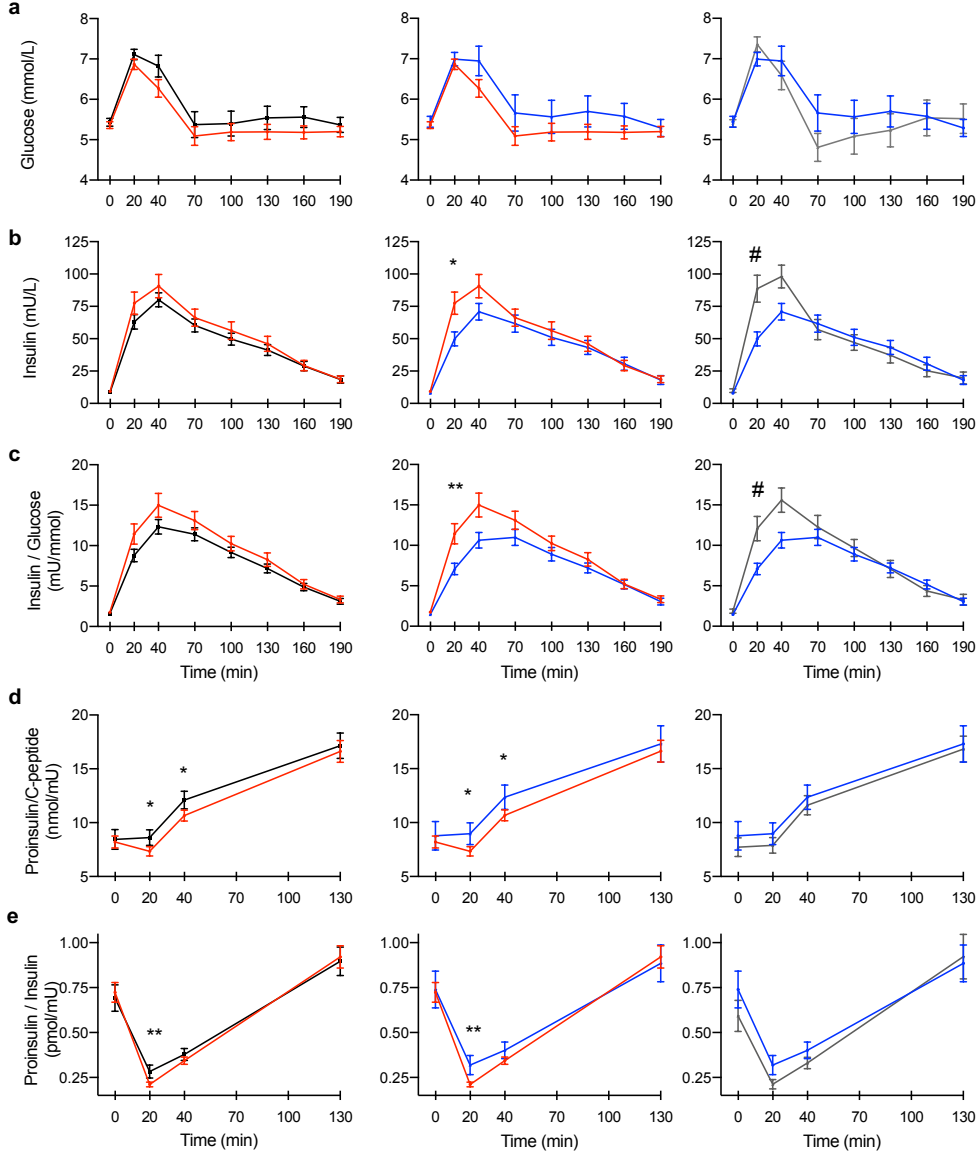 a
Glucose (mmol/L)
8
7
6
5
4
0 20 40 70 100 130 160 190
8
7
6
5
4
0 20 40 70 100 130 160 190
8
7
6
5
4
0 20 40 70 100 130 160 190
b
Insulin (mU/L)
125
100
75
50
25
0
0 20 40 70 100 130 160 190
*
125
100
75
50
25
0
0 20 40 70 100 130 160 190
#
125
100
75
50
25
0
0 20 40 70 100 130 160 190
c
Insulin / Glucose
(mU/mmol)
20
15
10
5
0
0 20 40 70 100 130 160 190
Time (min)
**
20
15
10
5
0
0 20 40 70 100 130 160 190
Time (min)
#
20
15
10
5
0
0 20 40 70 100 130 160 190
Time (min)
d
Proinsulin/C-peptide
(nmol/mU)
20
15
10
5
* *
0 20 40 70 100 130
20
15
10
5
* *
0 20 40 70 100 130
20
15
10
5
0 20 40 70 100 130
e
Proinsulin / Insulin
(pmol/mU)
1.00
0.75
0.50
0.25
**
0 20 40 70 100 130
Time (min)
1.00
0.75
0.50
0.25
**
0 20 40 70 100 130
Time (min)
1.00
0.75
0.50
0.25
0 20 40 70 100 130
Time (min)